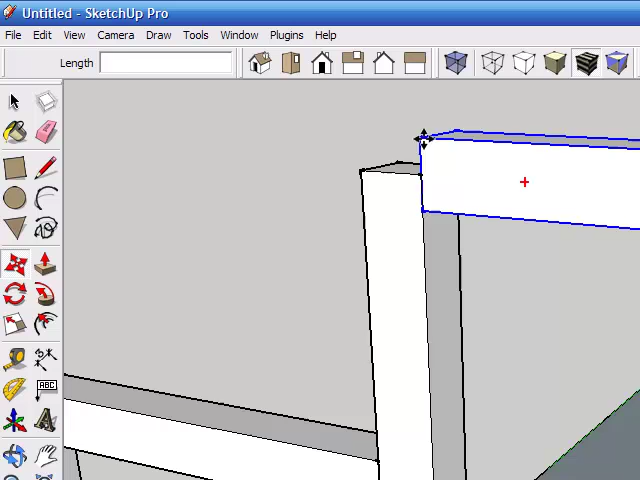 Untitled - SketchUp Pro
File Edit View Camera Draw Tools Window Plugins Help
Length
ABC
A